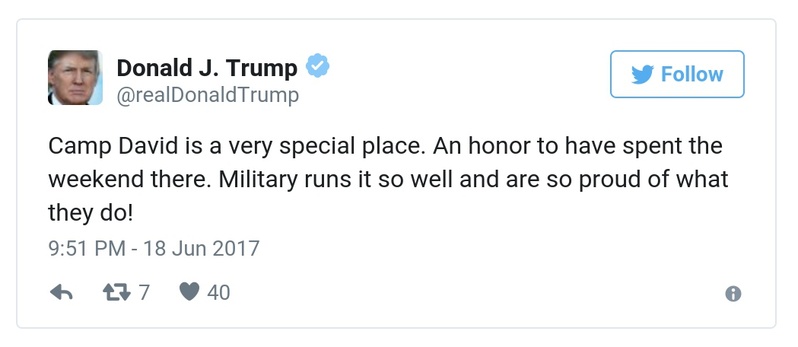 Donald J. Trump
@realDonaldTrump
Follow
Camp David is a very special place. An honor to have spent the
weekend there. Military runs it so well and are so proud of what
they do!
9:51 PM - 18 Jun 2017
7
40